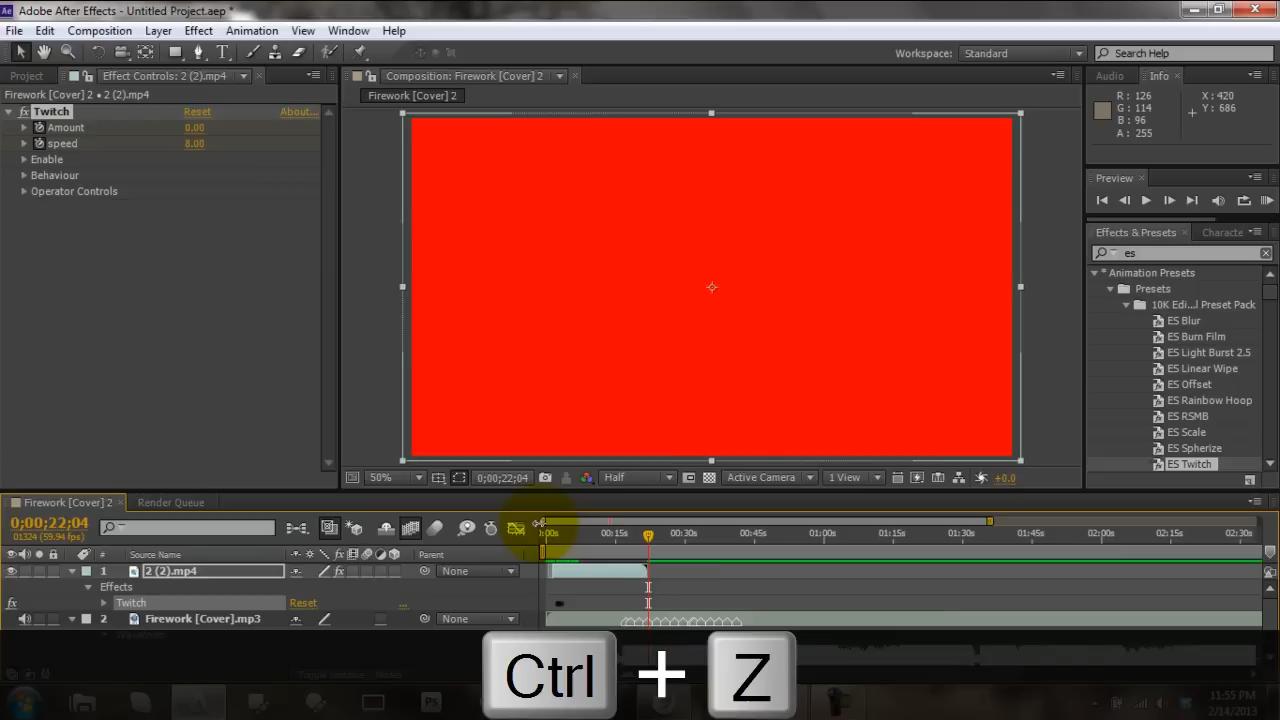 Adobe After Effects - Untitled Project.aep *
File Edit Composition Layer Effect Animation View Window Help
Workspace: Standard Search Help
Project Effect Controls: 2 (2).mp4 Composition: Firework [Cover] 2 Audio Info
Firework [Cover] 2 • 2 (2).mp4
Firework [Cover] 2
fx Twitch Reset About...
Amount 0.00
speed 8.00
Enable
Behaviour
Operator Controls
R : 126
G : 114
B : 96
A : 255
X : 420
Y : 686
Preview
Effects & Presets Characte
es
* Animation Presets
Presets
10K Edi...l Preset Pack
ES Blur
ES Burn Film
ES Light Burst 2.5
ES Linear Wipe
ES Offset
ES Rainbow Hoop
ES RSMB
ES Scale
ES Spherize
ES Twitch
50% 0;00;22;04 Half Active Camera 1 View +0.0
Firework [Cover] 2 Render Queue
0;00;22;04
01324 (59.94 fps)
00s 00:15s 00:30s 00:45s 01:00s 01:15s 01:30s 01:45s 02:00s 02:15s 02:30s
# Source Name Parent
1 2 (2).mp4 None
Effects
fx Twitch Reset ...
2 Firework [Cover].mp3 None
Waveform
Ctrl + Z
11:55 PM
2/14/2013